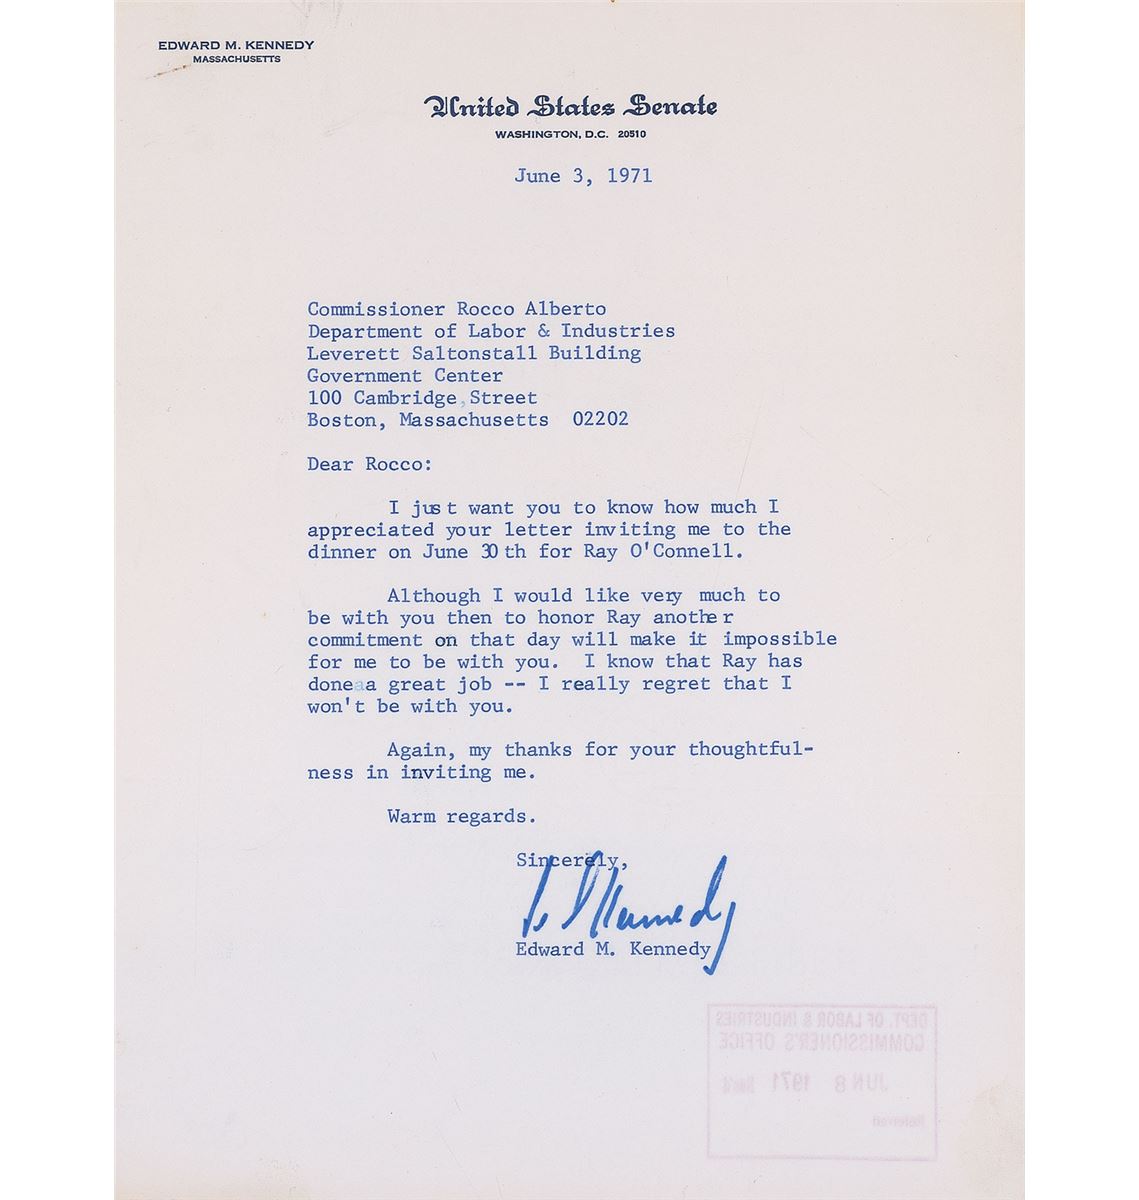 EDWARD M. KENNEDY
MASSACHUSETTS
United States Senate
WASHINGTON, D.C. 20510
June 3, 1971
Commissioner Rocco Alberto
Department of Labor & Industries
Leverett Saltonstall Building
Government Center
100 Cambridge Street
Boston, Massachusetts 02202
Dear Rocco:
I just want you to know how much I
appreciated your letter inviting me to the
dinner on June 30th for Ray O'Connell.
Although I would like very much to
be with you then to honor Ray another
commitment on that day will make it impossible
for me to be with you. I know that Ray has
done a great job -- I really regret that I
won't be with you.
Again, my thanks for your thoughtful-
ness in inviting me.
Warm regards.
Sincerely,
Ted Kennedy
Edward M. Kennedy
DEPT. OF LABOR & INDUSTRIES
COMMISSIONER'S OFFICE
JUN 8 1971 Rec'd
Referred